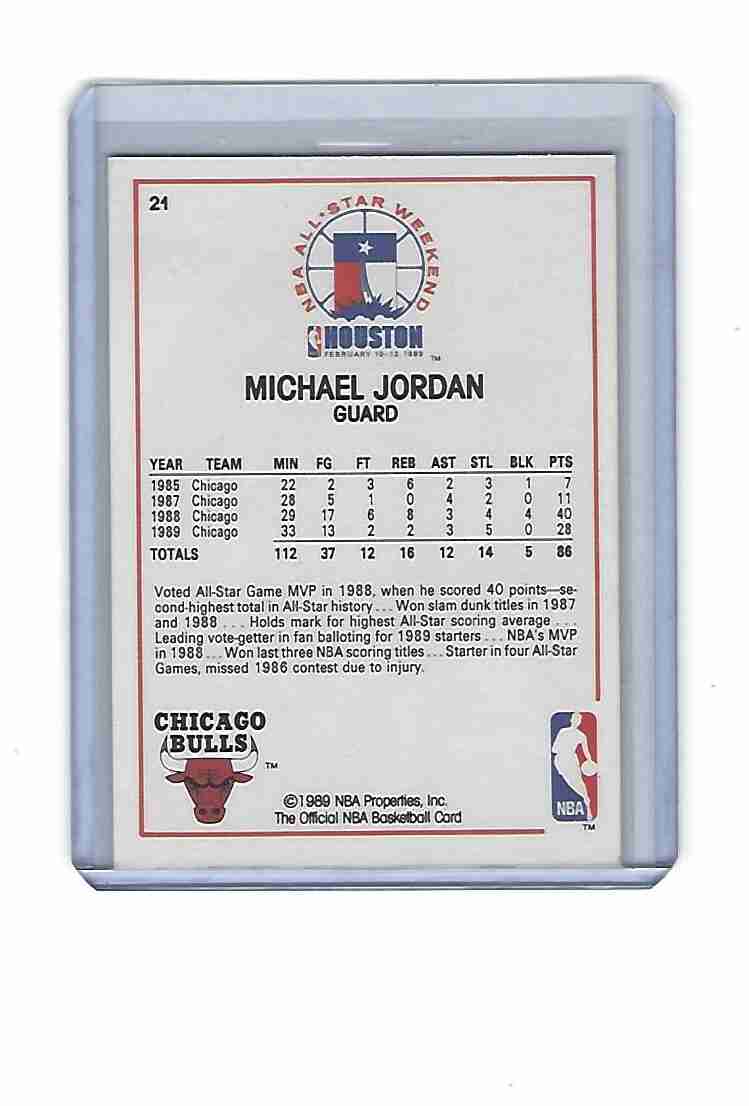 21
NBA ALL·STAR WEEKEND
HOUSTON
FEBRUARY 10-12, 1989 TM
MICHAEL JORDAN
GUARD
YEAR TEAM MIN FG FT REB AST STL BLK PTS
1985 Chicago 22 2 3 6 2 3 1 7
1987 Chicago 28 5 1 0 4 2 0 11
1988 Chicago 29 17 6 8 3 4 4 40
1989 Chicago 33 13 2 2 3 5 0 28
TOTALS 112 37 12 16 12 14 5 86
Voted All-Star Game MVP in 1988, when he scored 40 points—se-
cond-highest total in All-Star history . . . Won slam dunk titles in 1987
and 1988 . . . Holds mark for highest All-Star scoring average . . .
Leading vote-getter in fan balloting for 1989 starters . . . NBA's MVP
in 1988 . . . Won last three NBA scoring titles . . . Starter in four All-Star
Games, missed 1986 contest due to injury.
CHICAGO
BULLS
TM
©1989 NBA Properties, Inc.
The Official NBA Basketball Card
NBA
TM